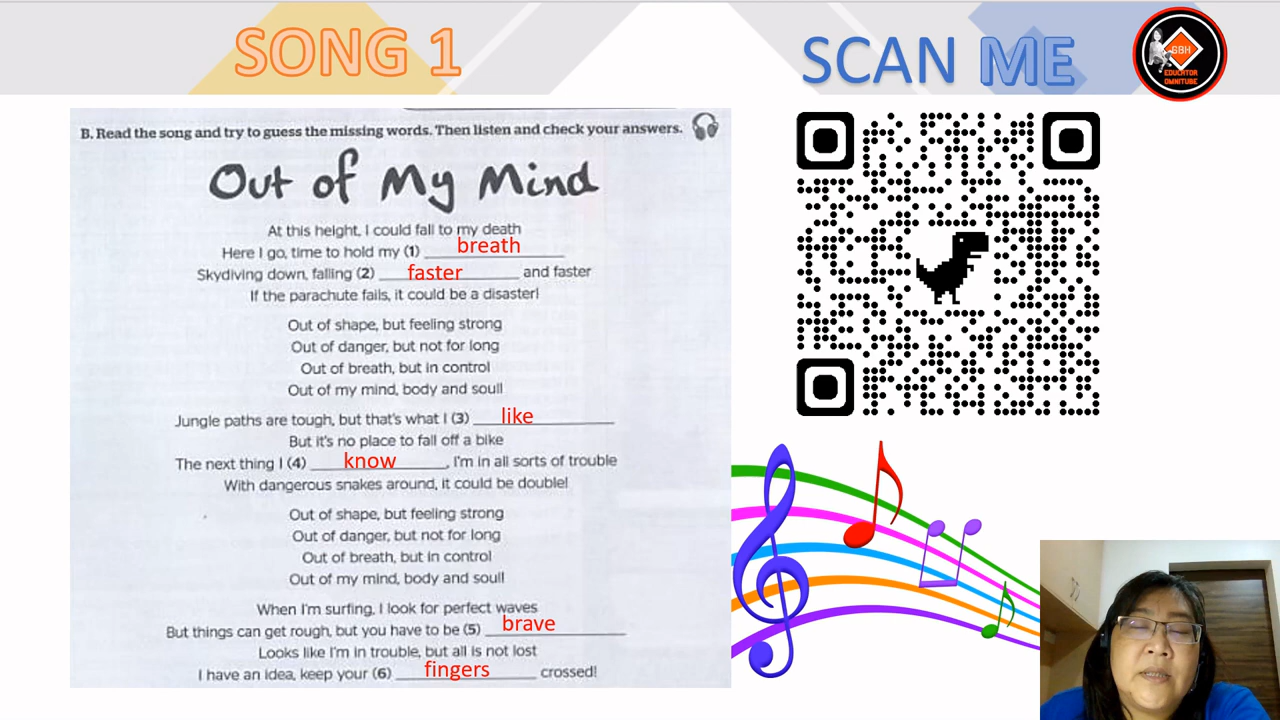 SONG 1
SCAN ME
GBH
EDUCATOR
OMNITUBE
B. Read the song and try to guess the missing words. Then listen and check your answers.
Out of My Mind
At this height, I could fall to my death
Here I go, time to hold my (1) breath
Skydiving down, falling (2) faster and faster
If the parachute fails, it could be a disaster!
Out of shape, but feeling strong
Out of danger, but not for long
Out of breath, but in control
Out of my mind, body and soul!
Jungle paths are tough, but that's what I (3) like
But it's no place to fall off a bike
The next thing I (4) know, I'm in all sorts of trouble
With dangerous snakes around, it could be double!
Out of shape, but feeling strong
Out of danger, but not for long
Out of breath, but in control
Out of my mind, body and soul!
When I'm surfing, I look for perfect waves
But things can get rough, but you have to be (5) brave
Looks like I'm in trouble, but all is not lost
I have an idea, keep your (6) fingers crossed!